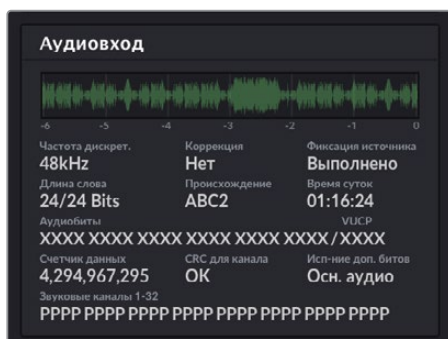 Аудиовход
-6 -5 -4 -3 -2 -1 0
Частота дискрет. Коррекция Фиксация источника
48kHz Нет Выполнено
Длина слова Происхождение Время суток
24/24 Bits ABC2 01:16:24
Аудиобиты VUCP
XXXX XXXX XXXX XXXX XXXX XXXX/XXXX
Счетчик данных CRC для канала Исп-ние доп. битов
4,294,967,295 OK Осн. аудио
Звуковые каналы 1-32
PPPP PPPP PPPP PPPP PPPP PPPP PPPP PPPP